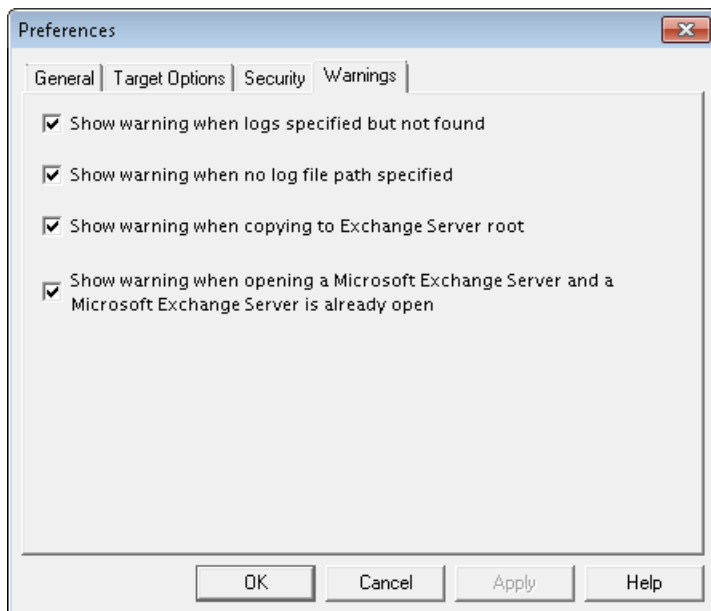 Preferences
General Target Options Security Warnings
Show warning when logs specified but not found
Show warning when no log file path specified
Show warning when copying to Exchange Server root
Show warning when opening a Microsoft Exchange Server and a
Microsoft Exchange Server is already open
OK Cancel Apply Help